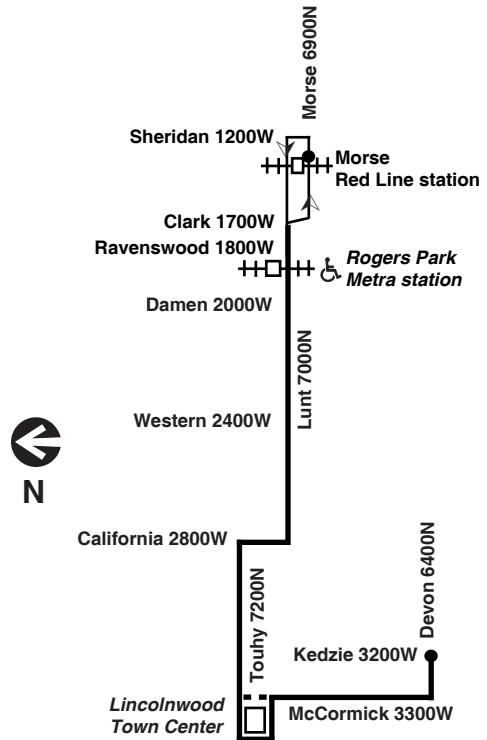 Morse 6900N
Sheridan 1200W
Morse
Red Line station
Clark 1700W
Ravenswood 1800W
Rogers Park
Metra station
Damen 2000W
Lunt 7000N
Western 2400W
N
California 2800W
Touhy 7200N
Devon 6400N
Kedzie 3200W
Lincolnwood
Town Center
McCormick 3300W